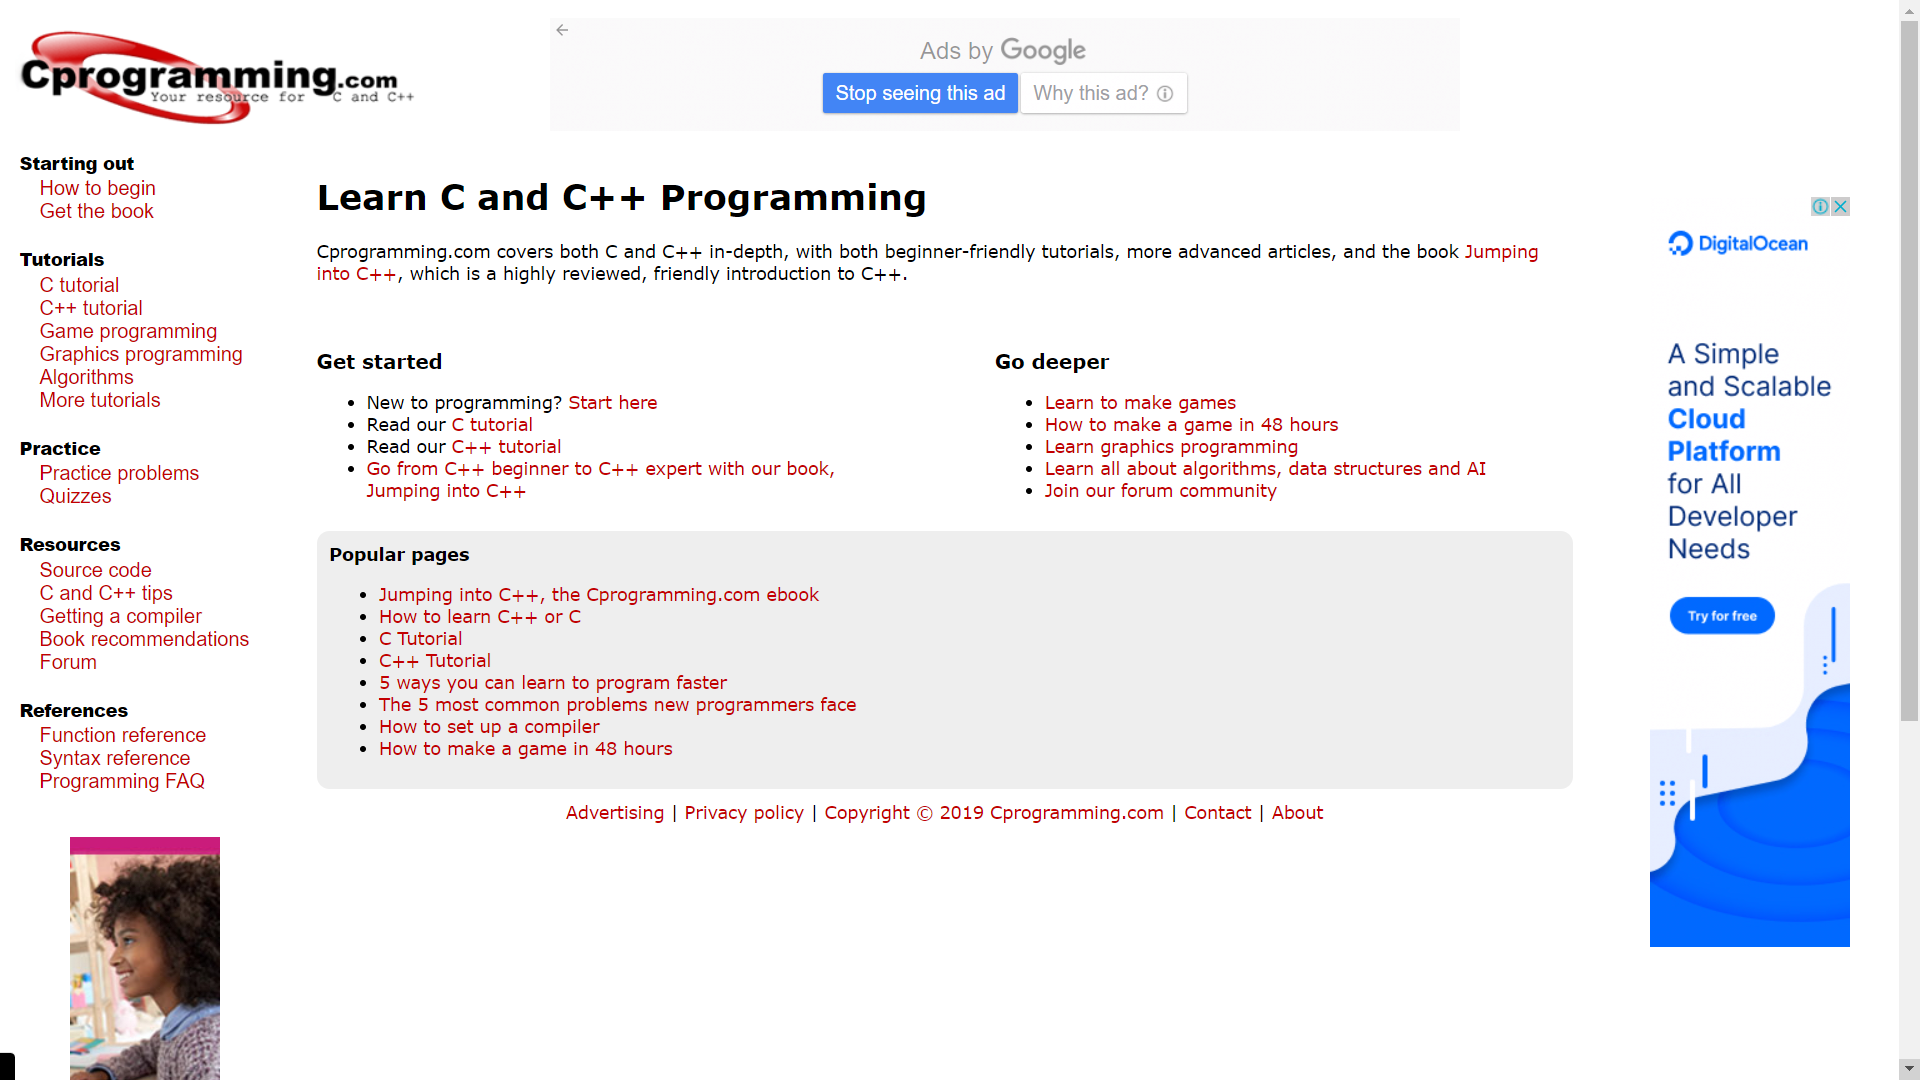 Cprogramming.com
Your resource for C and C++
Ads by Google
Stop seeing this ad
Why this ad?
Starting out
How to begin
Get the book
Tutorials
C tutorial
C++ tutorial
Game programming
Graphics programming
Algorithms
More tutorials
Practice
Practice problems
Quizzes
Resources
Source code
C and C++ tips
Getting a compiler
Book recommendations
Forum
References
Function reference
Syntax reference
Programming FAQ
Learn C and C++ Programming
Cprogramming.com covers both C and C++ in-depth, with both beginner-friendly tutorials, more advanced articles, and the book Jumping
into C++, which is a highly reviewed, friendly introduction to C++.
Get started
New to programming? Start here
Read our C tutorial
Read our C++ tutorial
Go from C++ beginner to C++ expert with our book,
Jumping into C++
Go deeper
Learn to make games
How to make a game in 48 hours
Learn graphics programming
Learn all about algorithms, data structures and AI
Join our forum community
Popular pages
Jumping into C++, the Cprogramming.com ebook
How to learn C++ or C
C Tutorial
C++ Tutorial
5 ways you can learn to program faster
The 5 most common problems new programmers face
How to set up a compiler
How to make a game in 48 hours
Advertising | Privacy policy | Copyright © 2019 Cprogramming.com | Contact | About
DigitalOcean
A Simple
and Scalable
Cloud
Platform
for All
Developer
Needs
Try for free